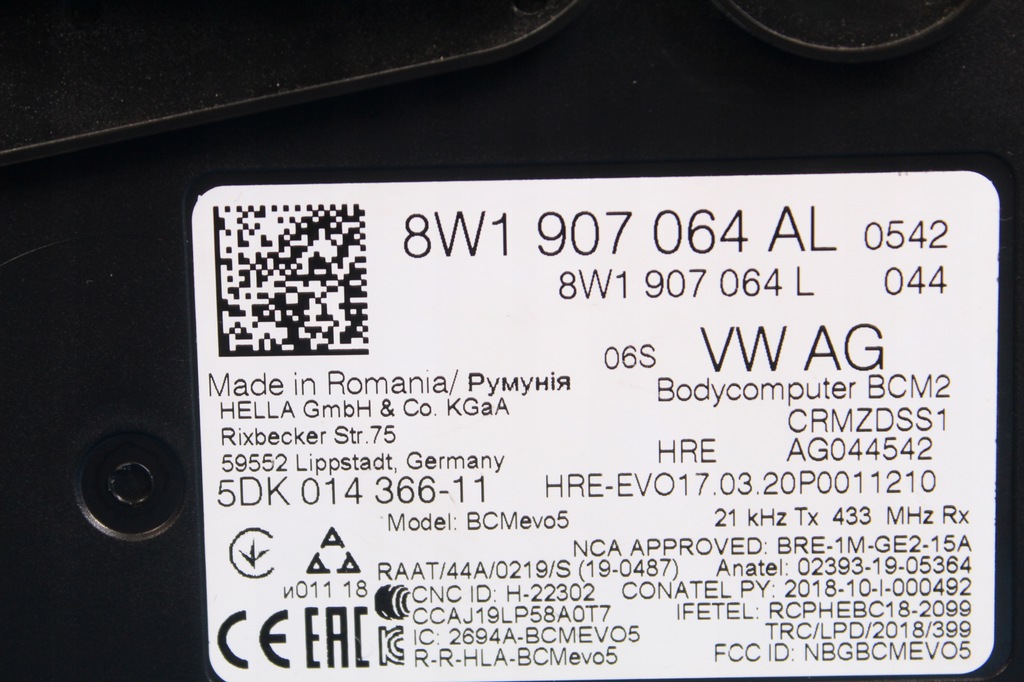 8W1 907 064 AL 0542
8W1 907 064 L 044
06S VW AG
Made in Romania/ Румунія
Bodycomputer BCM2
HELLA GmbH & Co. KGaA
CRMZDSS1
Rixbecker Str.75
HRE AG044542
59552 Lippstadt, Germany
5DK 014 366-11
HRE-EVO17.03.20P0011210
Model: BCMevo5
21 kHz Tx 433 MHz Rx
NCA APPROVED: BRE-1M-GE2-15A
RAAT/44A/0219/S (19-0487) Anatel: 02393-19-05364
и011 18
CNC ID: H-22302 CONATEL PY: 2018-10-I-000492
CCAJ19LP58A0T7 IFETEL: RCPHEBC18-2099
IC: 2694A-BCMEVO5 TRC/LPD/2018/399
R-R-HLA-BCMevo5 FCC ID: NBGBCMEVO5
CE EAC